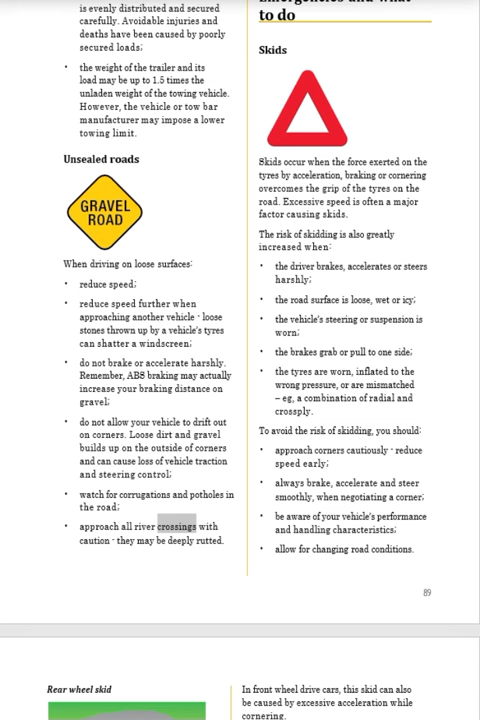 is evenly distributed and secured
carefully. Avoidable injuries and
deaths have been caused by poorly
secured loads;
• the weight of the trailer and its
load may be up to 1.5 times the
unladen weight of the towing vehicle.
However, the vehicle or tow bar
manufacturer may impose a lower
towing limit.
Unsealed roads
GRAVEL
ROAD
When driving on loose surfaces:
• reduce speed;
• reduce speed further when
approaching another vehicle - loose
stones thrown up by a vehicle's tyres
can shatter a windscreen;
• do not brake or accelerate harshly.
Remember, ABS braking may actually
increase your braking distance on
gravel;
• do not allow your vehicle to drift out
on corners. Loose dirt and gravel
builds up on the outside of corners
and can cause loss of vehicle traction
and steering control;
• watch for corrugations and potholes in
the road;
• approach all river crossings with
caution - they may be deeply rutted.
Emergencies and what
to do
Skids
Skids occur when the force exerted on the
tyres by acceleration, braking or cornering
overcomes the grip of the tyres on the
road. Excessive speed is often a major
factor causing skids.
The risk of skidding is also greatly
increased when:
• the driver brakes, accelerates or steers
harshly;
• the road surface is loose, wet or icy;
• the vehicle's steering or suspension is
worn;
• the brakes grab or pull to one side;
• the tyres are worn, inflated to the
wrong pressure, or are mismatched
– eg, a combination of radial and
crossply.
To avoid the risk of skidding, you should:
• approach corners cautiously - reduce
speed early;
• always brake, accelerate and steer
smoothly, when negotiating a corner;
• be aware of your vehicle's performance
and handling characteristics;
• allow for changing road conditions.
89
Rear wheel skid
In front wheel drive cars, this skid can also
be caused by excessive acceleration while
cornering.